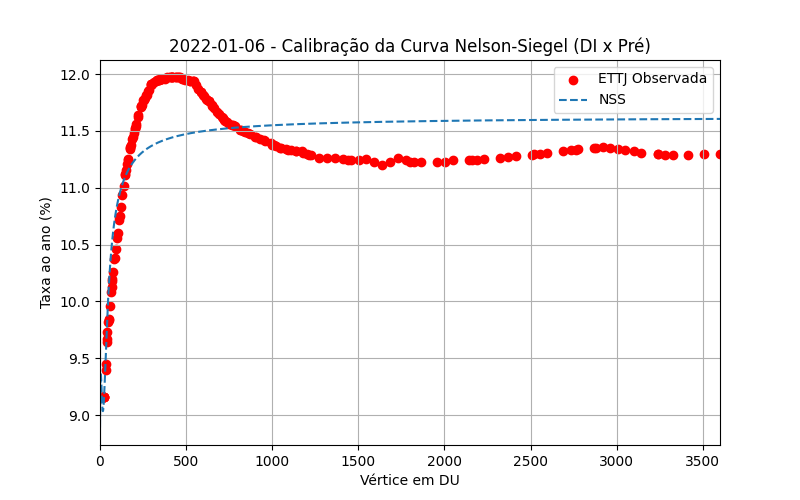 2022-01-06 - Calibração da Curva Nelson-Siegel (DI x Pré)
ETTJ Observada
NSS
Taxa ao ano (%)
12.0
11.5
11.0
10.5
10.0
9.5
9.0
0 500 1000 1500 2000 2500 3000 3500
Vértice em DU